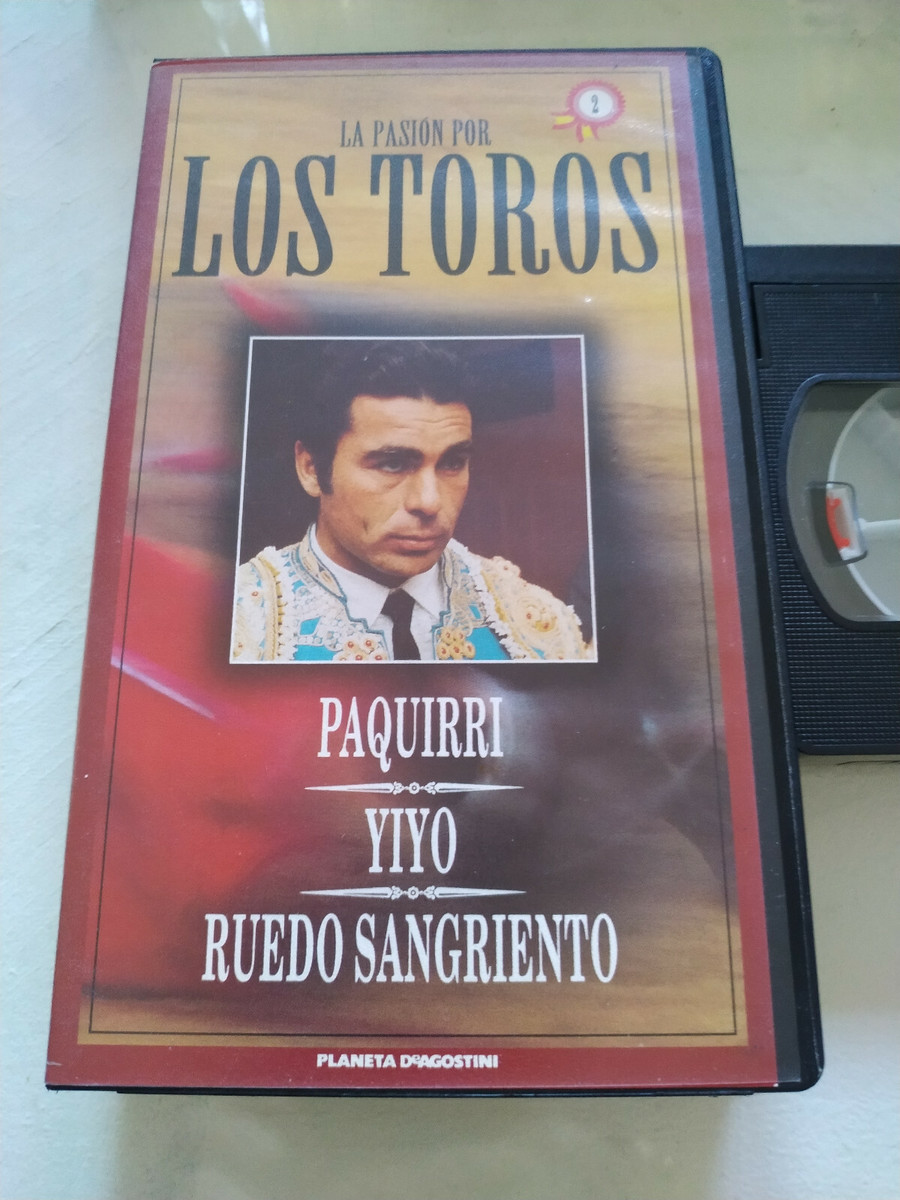 2
LA PASIÓN POR
LOS TOROS
PAQUIRRI
YIYO
RUEDO SANGRIENTO
PLANETA DeAGOSTINI